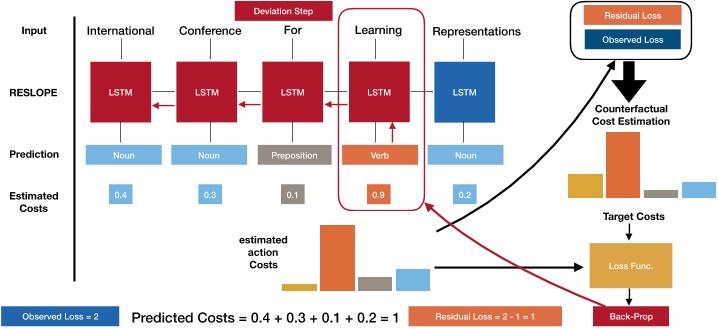 Deviation Step
Input International Conference For Learning Representations
RESLOPE LSTM LSTM LSTM LSTM LSTM
Prediction Noun Noun Preposition Verb Noun
Estimated Costs 0.4 0.3 0.1 0.9 0.2
Residual Loss
Observed Loss
Counterfactual
Cost Estimation
Target Costs
estimated
action
Costs
Loss Func.
Observed Loss = 2 Predicted Costs = 0.4 + 0.3 + 0.1 + 0.2 = 1 Residual Loss = 2 - 1 = 1 Back-Prop